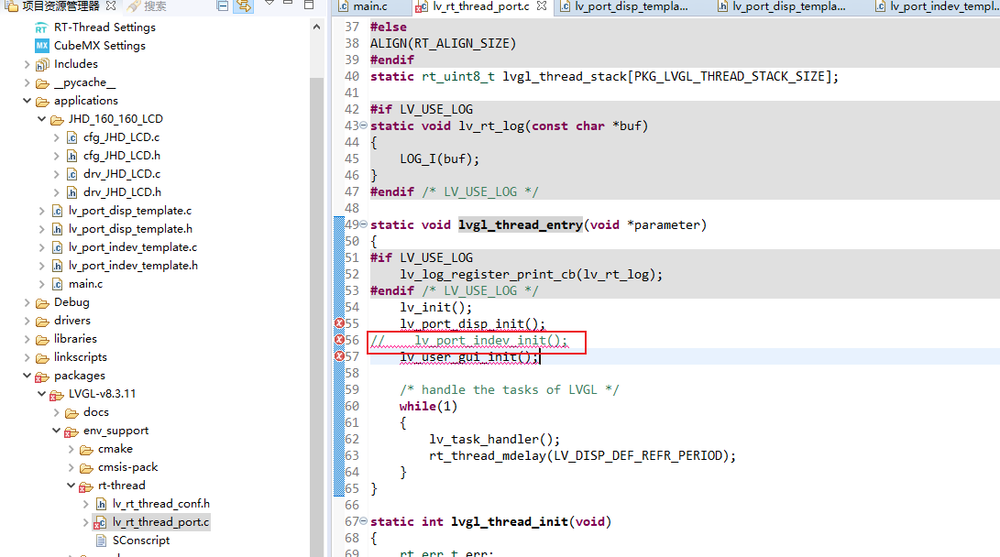 项目资源管理器
搜索
main.c
lv_rt_thread_port.c
lv_port_disp_templa...
lv_port_disp_templa...
lv_port_indev_templ...
RT-Thread Settings
CubeMX Settings
Includes
__pycache__
applications
JHD_160_160_LCD
cfg_JHD_LCD.c
cfg_JHD_LCD.h
drv_JHD_LCD.c
drv_JHD_LCD.h
lv_port_disp_template.c
lv_port_disp_template.h
lv_port_indev_template.c
lv_port_indev_template.h
main.c
Debug
drivers
libraries
linkscripts
packages
LVGL-v8.3.11
docs
env_support
cmake
cmsis-pack
rt-thread
lv_rt_thread_conf.h
lv_rt_thread_port.c
SConscript
37 #else
38 ALIGN(RT_ALIGN_SIZE)
39 #endif
40 static rt_uint8_t lvgl_thread_stack[PKG_LVGL_THREAD_STACK_SIZE];
41
42 #if LV_USE_LOG
43 static void lv_rt_log(const char *buf)
44 {
45     LOG_I(buf);
46 }
47 #endif /* LV_USE_LOG */
48
49 static void lvgl_thread_entry(void *parameter)
50 {
51 #if LV_USE_LOG
52     lv_log_register_print_cb(lv_rt_log);
53 #endif /* LV_USE_LOG */
54     lv_init();
55     lv_port_disp_init();
56 //    lv_port_indev_init();
57     lv_user_gui_init();
58
59     /* handle the tasks of LVGL */
60     while(1)
61     {
62         lv_task_handler();
63         rt_thread_mdelay(LV_DISP_DEF_REFR_PERIOD);
64     }
65 }
66
67 static int lvgl_thread_init(void)
68 {
69     rt_err_t err;